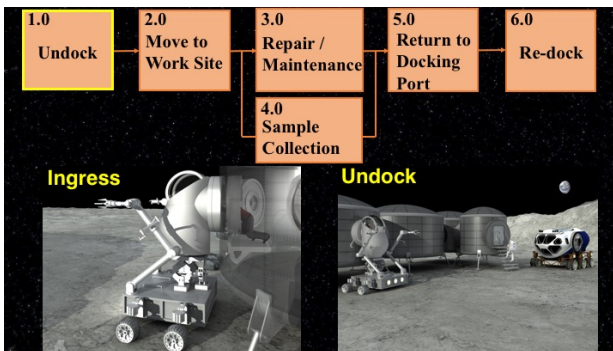 1.0
Undock
2.0
Move to
Work Site
3.0
Repair /
Maintenance
4.0
Sample
Collection
5.0
Return to
Docking
Port
6.0
Re-dock
Ingress
Undock